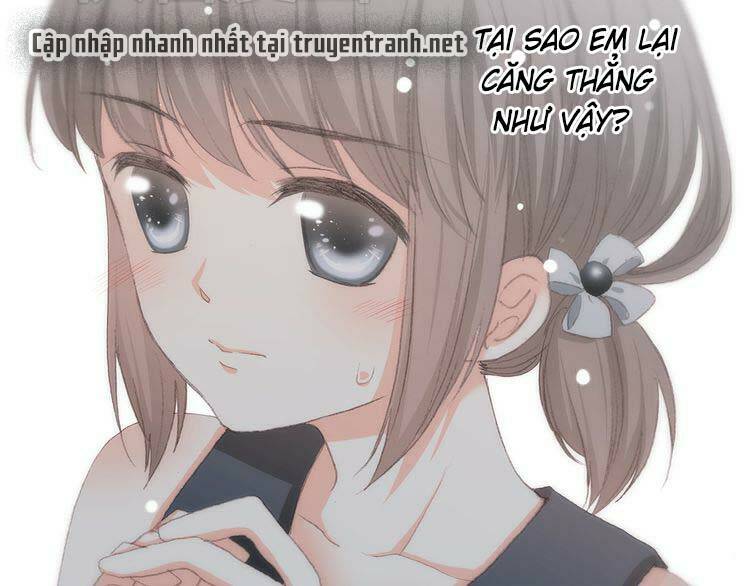 Cập nhập nhanh nhất tại truyentranh.net
TẠI SAO EM LẠI
CĂNG THẲNG
NHƯ VẬY?